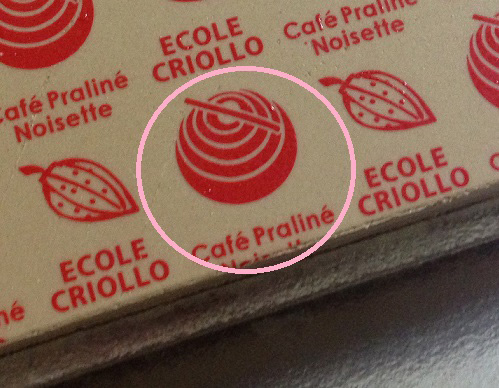 ECOLE
CRIOLLO
Café Praliné
Noisette
Café Praliné
Noisette
ECOLE
CRIOLLO
Café Praliné
ECOLE
CRIOLLO